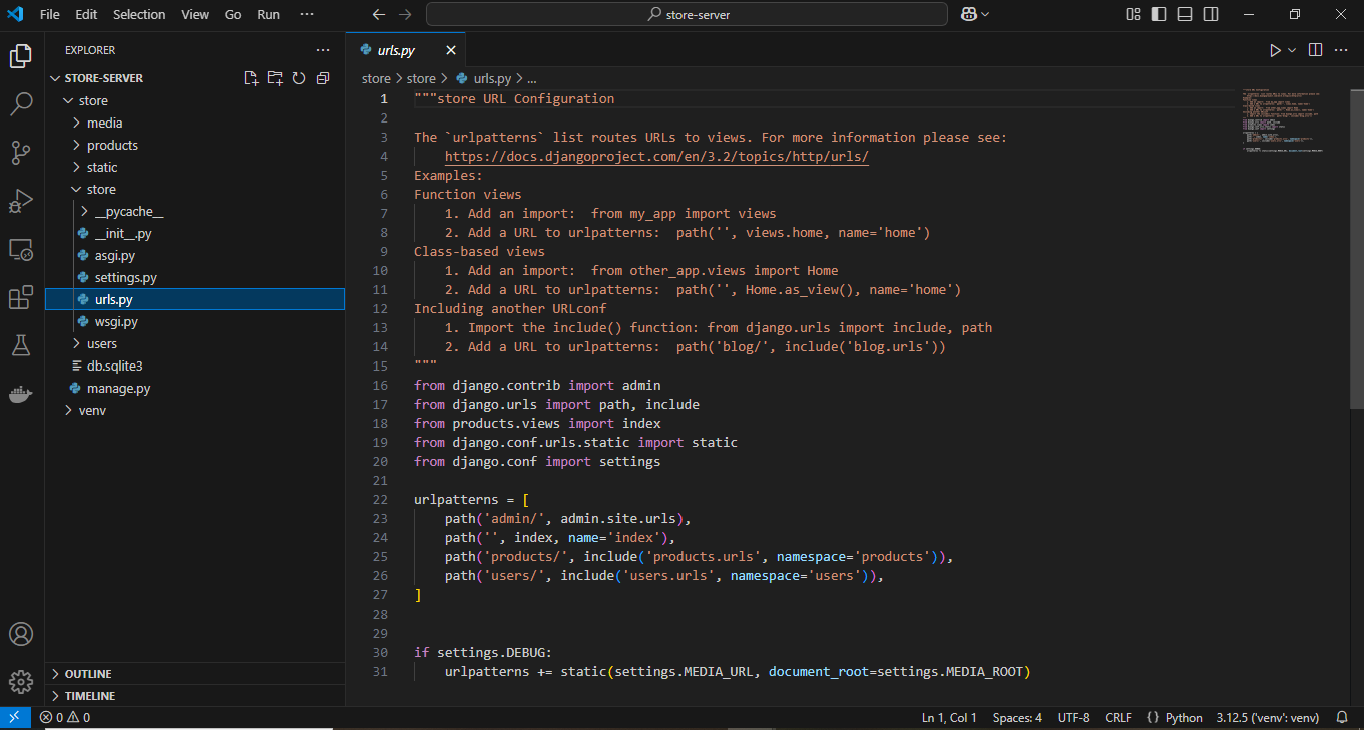 File Edit Selection View Go Run ··· store-server
EXPLORER ···
STORE-SERVER
store
media
products
static
store
__pycache__
__init__.py
asgi.py
settings.py
urls.py
wsgi.py
users
db.sqlite3
manage.py
venv
OUTLINE
TIMELINE
urls.py
store > store > urls.py > ...
1 """store URL Configuration
2
3 The `urlpatterns` list routes URLs to views. For more information please see:
4     https://docs.djangoproject.com/en/3.2/topics/http/urls/
5 Examples:
6 Function views
7     1. Add an import:  from my_app import views
8     2. Add a URL to urlpatterns:  path('', views.home, name='home')
9 Class-based views
10     1. Add an import:  from other_app.views import Home
11     2. Add a URL to urlpatterns:  path('', Home.as_view(), name='home')
12 Including another URLconf
13     1. Import the include() function: from django.urls import include, path
14     2. Add a URL to urlpatterns:  path('blog/', include('blog.urls'))
15 """
16 from django.contrib import admin
17 from django.urls import path, include
18 from products.views import index
19 from django.conf.urls.static import static
20 from django.conf import settings
21
22 urlpatterns = [
23     path('admin/', admin.site.urls),
24     path('', index, name='index'),
25     path('products/', include('products.urls', namespace='products')),
26     path('users/', include('users.urls', namespace='users')),
27 ]
28
29
30 if settings.DEBUG:
31     urlpatterns += static(settings.MEDIA_URL, document_root=settings.MEDIA_ROOT)
0 0 Ln 1, Col 1 Spaces: 4 UTF-8 CRLF {} Python 3.12.5 ('venv': venv)